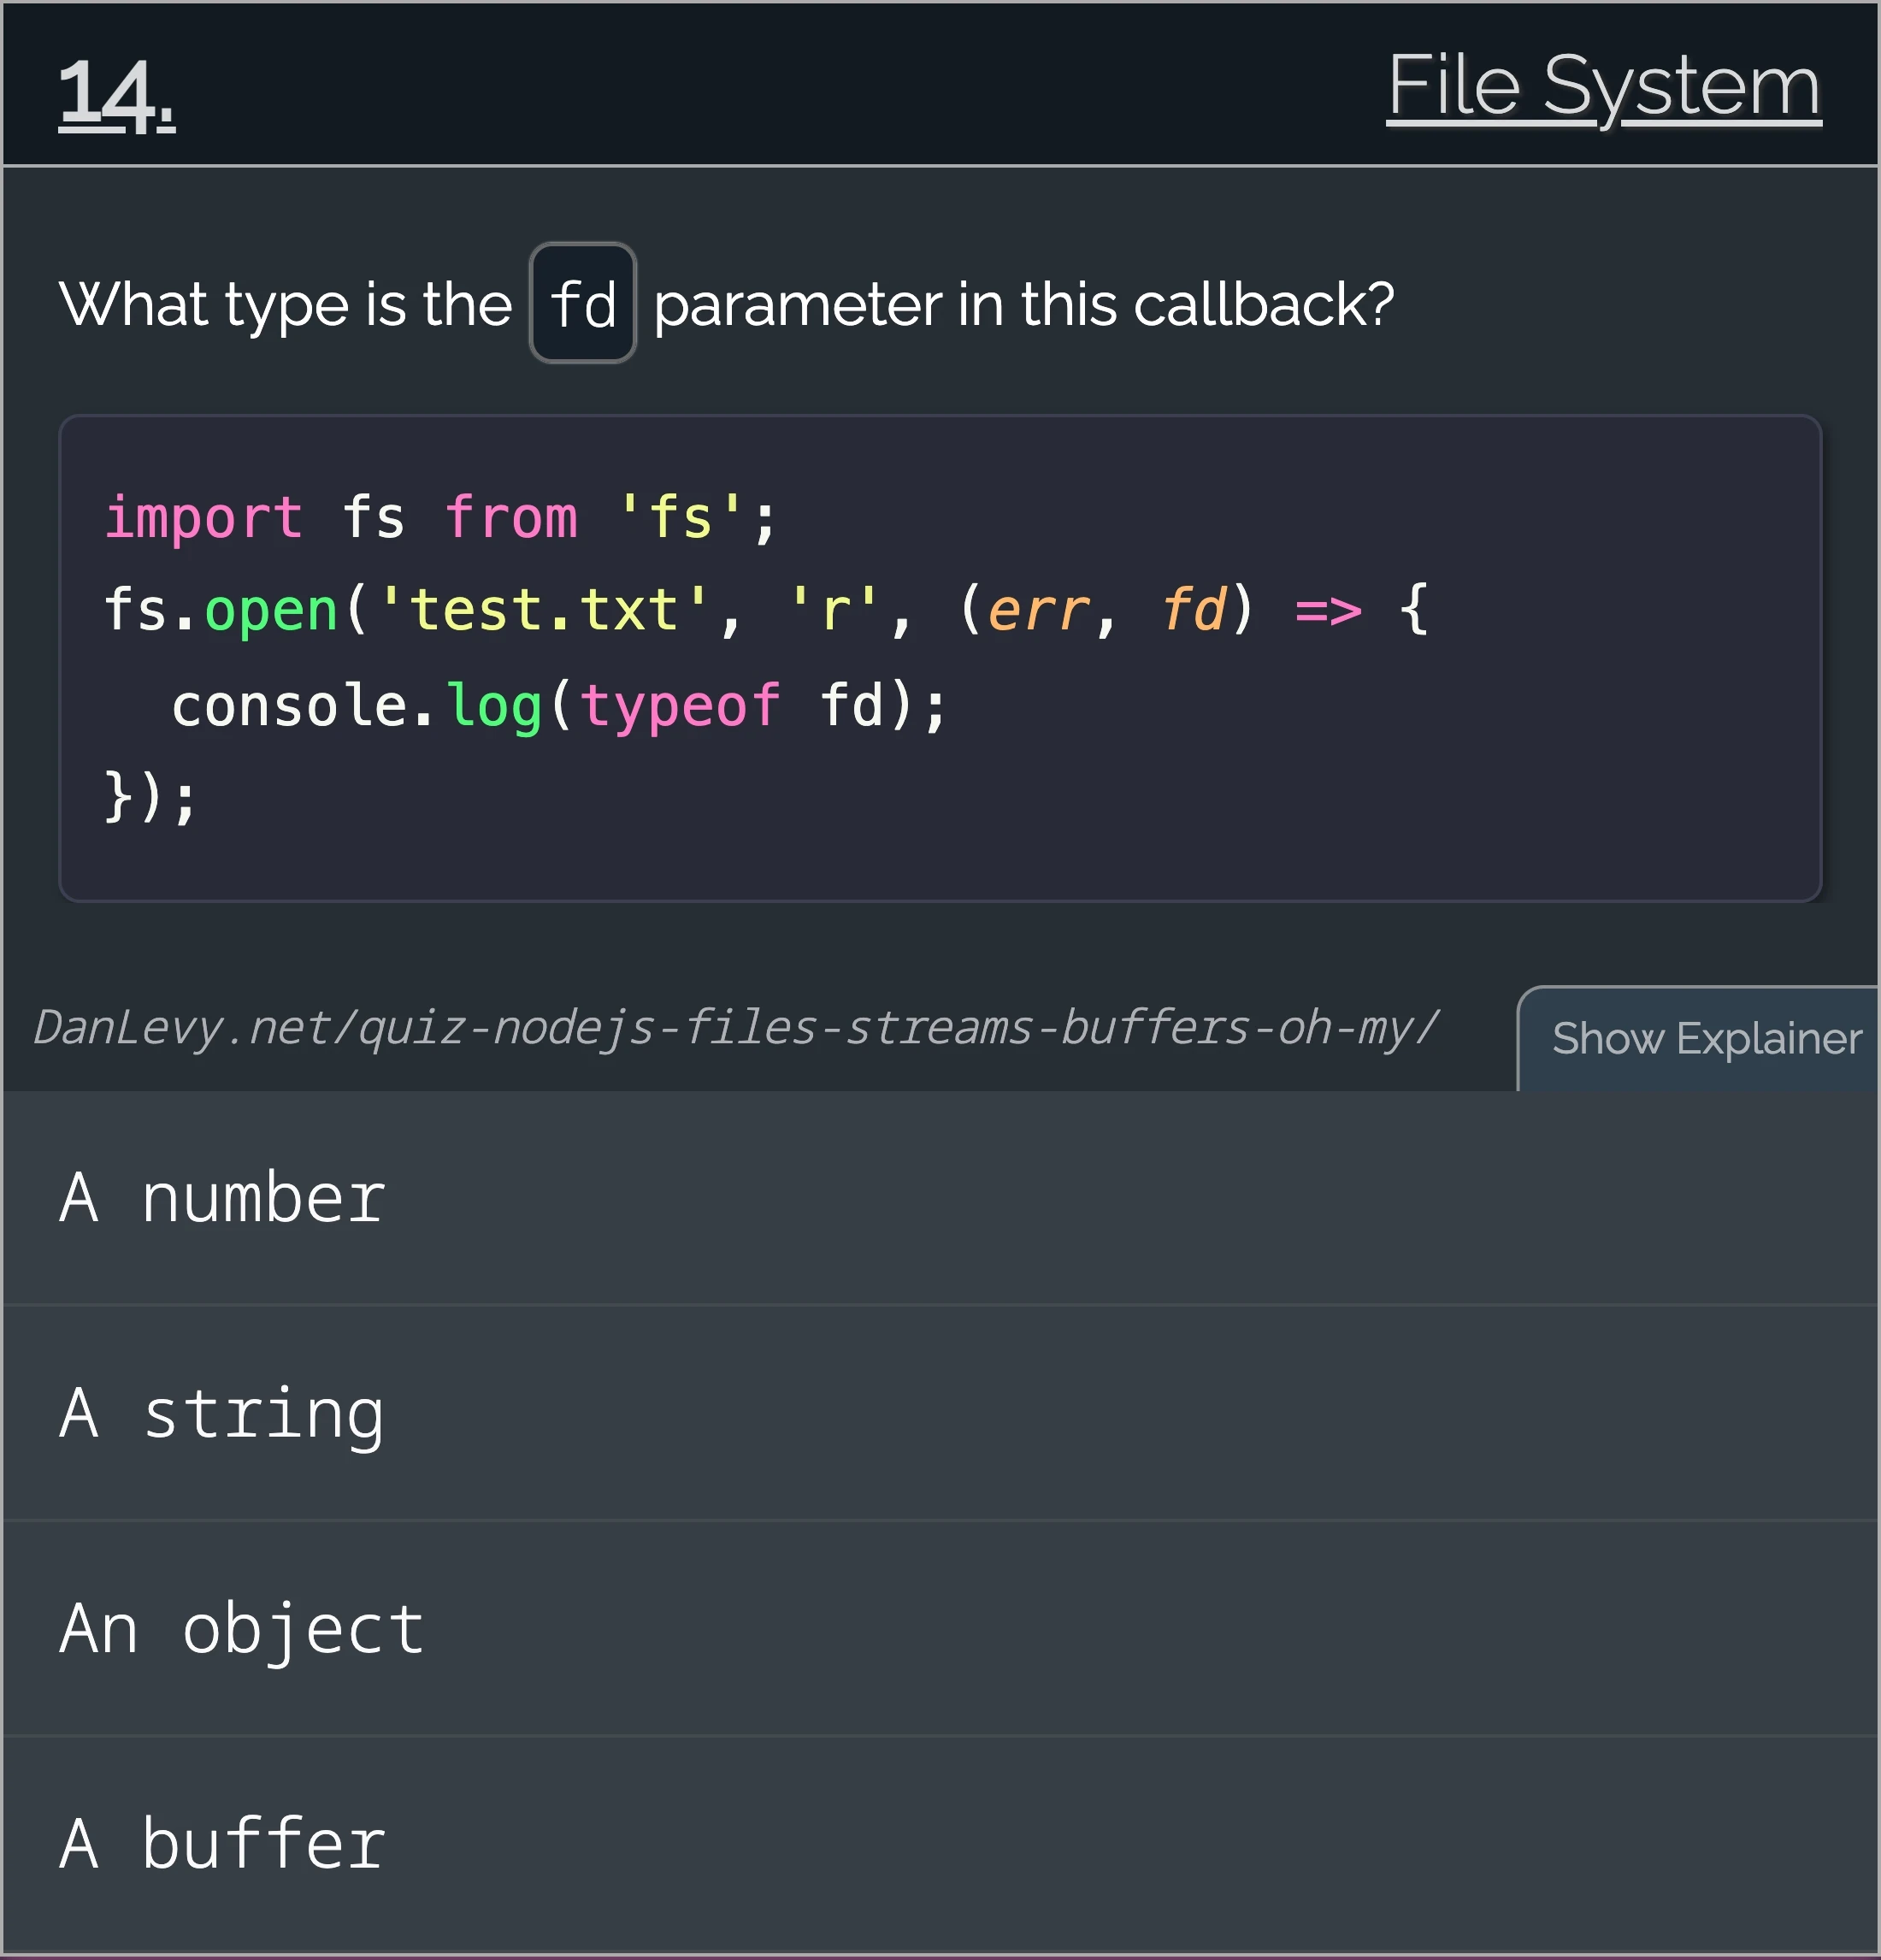 14.
File System
What type is the fd parameter in this callback?
import fs from 'fs';
fs.open('test.txt', 'r', (err, fd) => {
  console.log(typeof fd);
});
DanLevy.net/quiz-nodejs-files-streams-buffers-oh-my/
Show Explainer
A number
A string
An object
A buffer